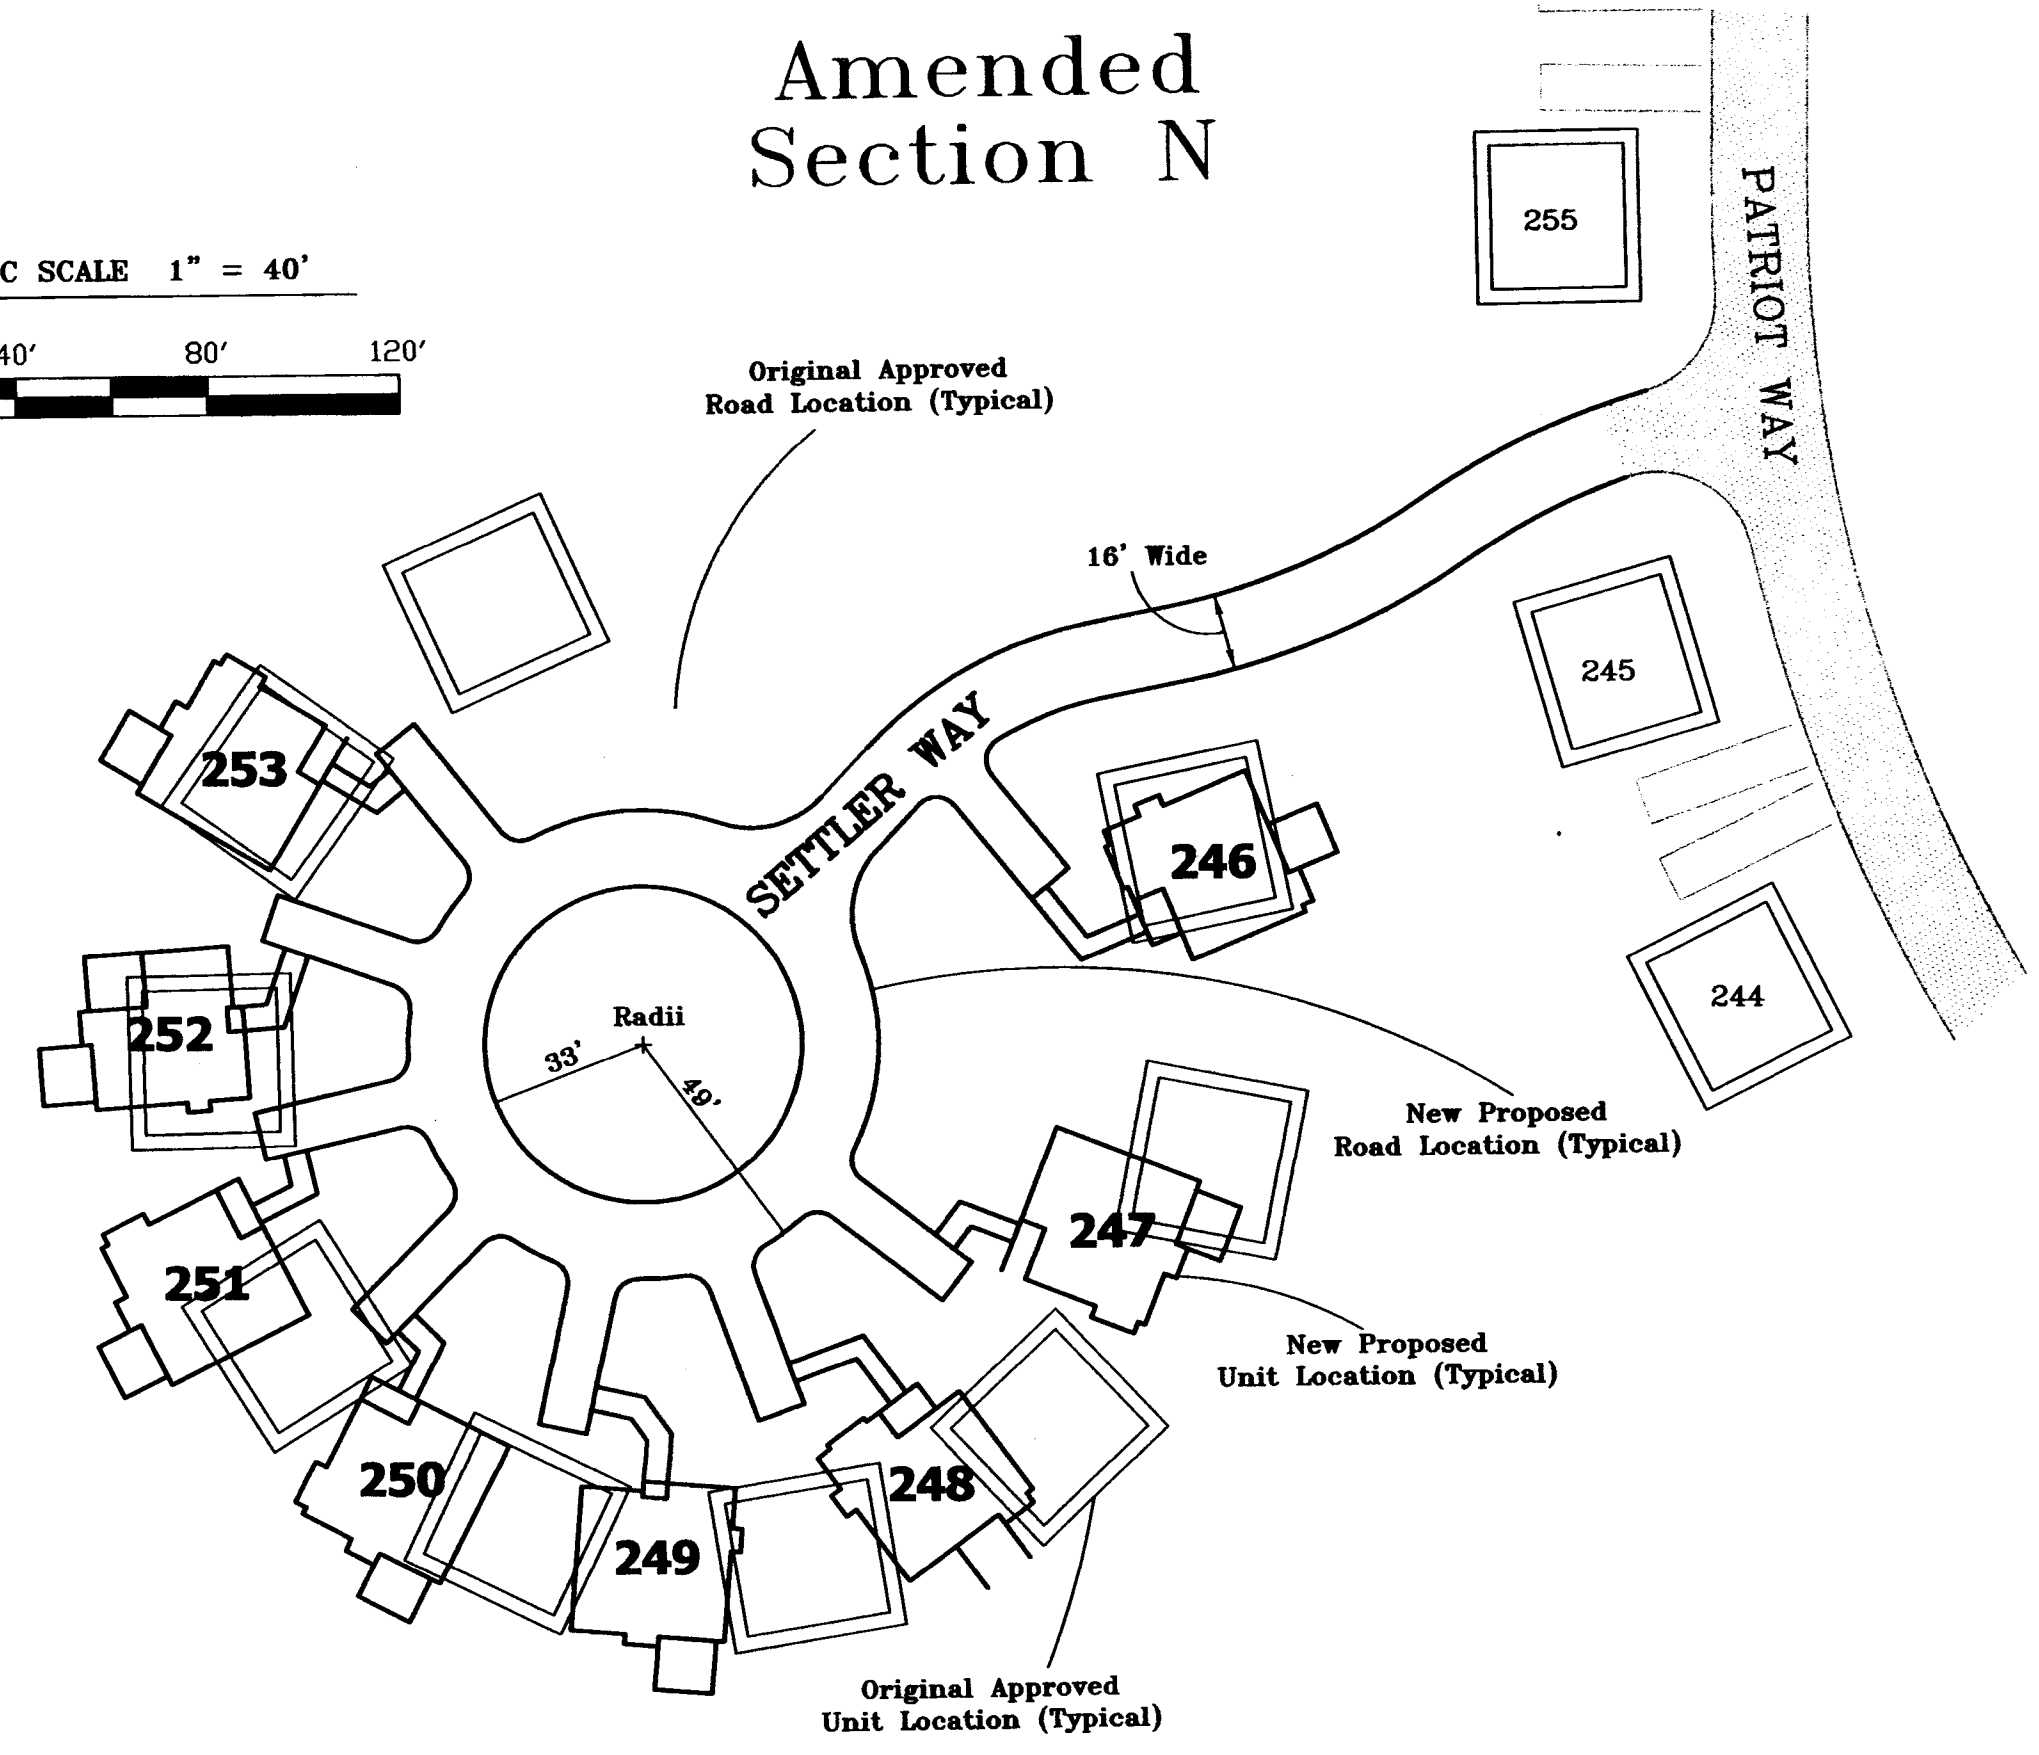 Amended
Section N
C SCALE 1" = 40'
40' 80' 120'
Original Approved
Road Location (Typical)
255
PATRIOT WAY
16' Wide
245
SETTLER WAY
253
246
244
252
Radii
33'
49'
New Proposed
Road Location (Typical)
247
251
New Proposed
Unit Location (Typical)
250
248
249
Original Approved
Unit Location (Typical)